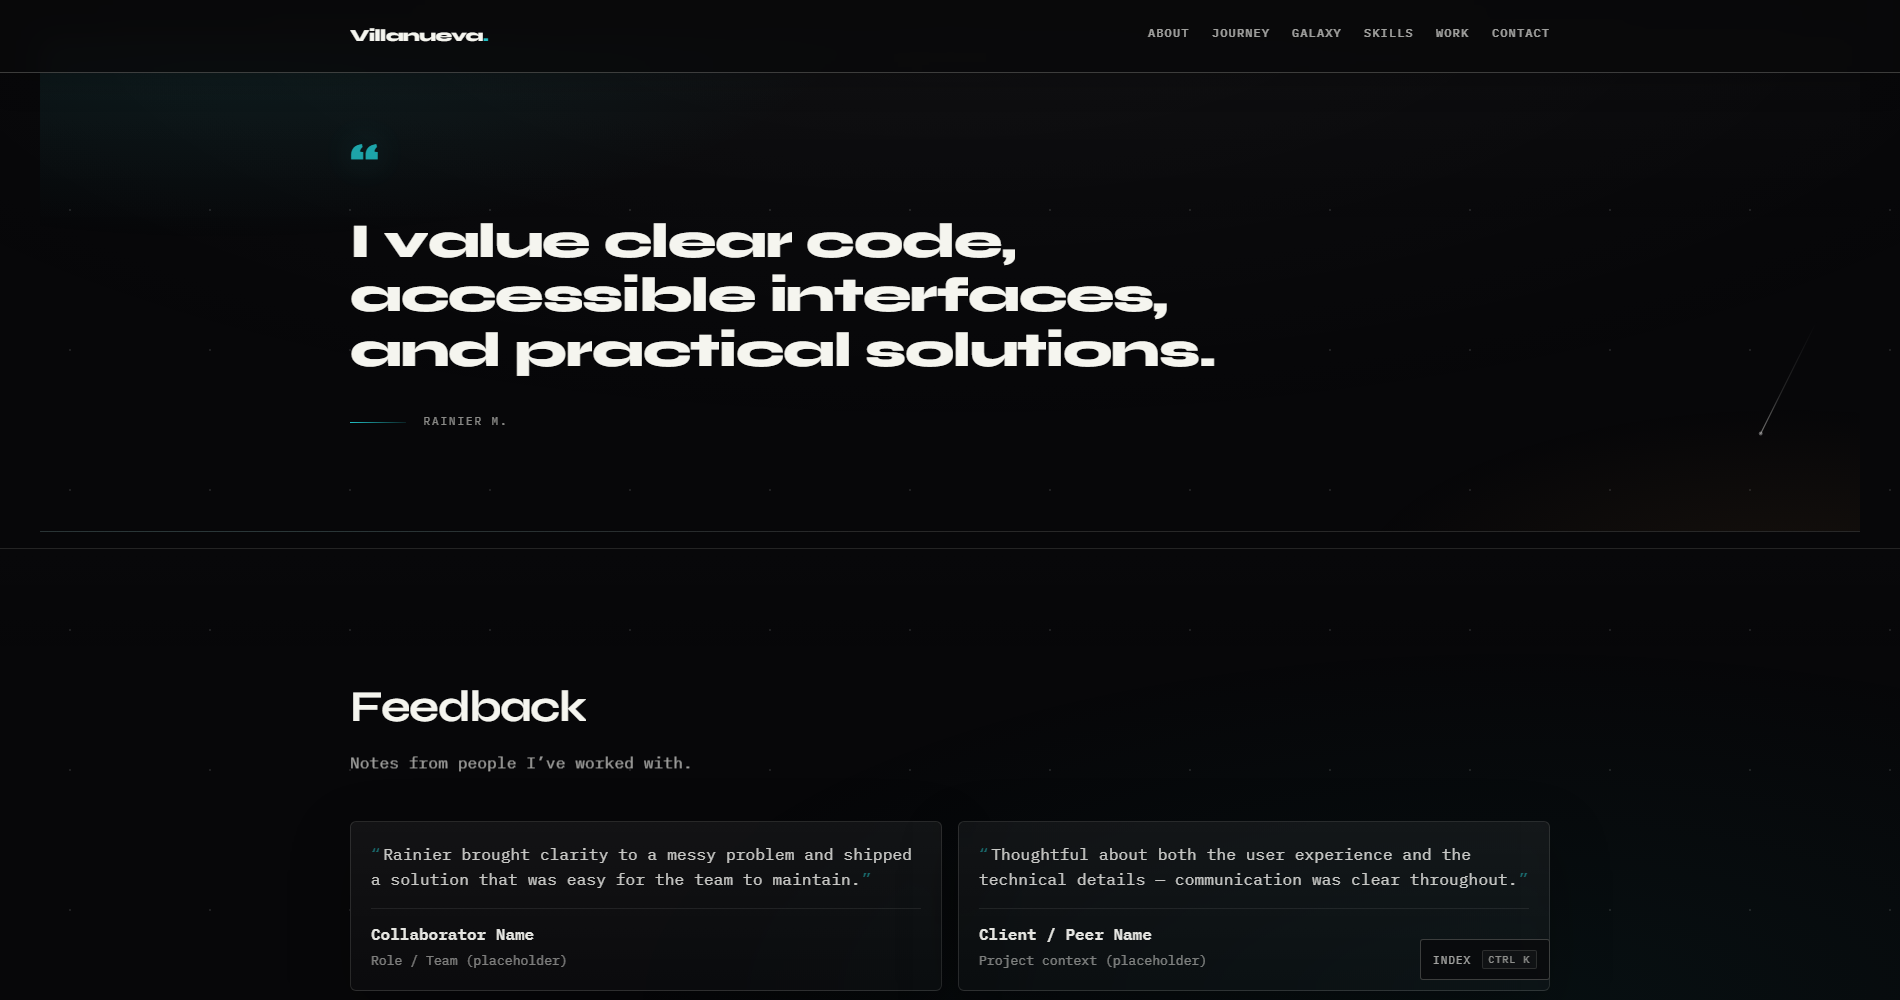 Villanueva.
ABOUT JOURNEY GALAXY SKILLS WORK CONTACT
“
I value clear code,
accessible interfaces,
and practical solutions.
RAINIER M.
Feedback
Notes from people I’ve worked with.
“Rainier brought clarity to a messy problem and shipped
a solution that was easy for the team to maintain.”
Collaborator Name
Role / Team (placeholder)
“Thoughtful about both the user experience and the
technical details — communication was clear throughout.”
Client / Peer Name
Project context (placeholder)
INDEX CTRL K